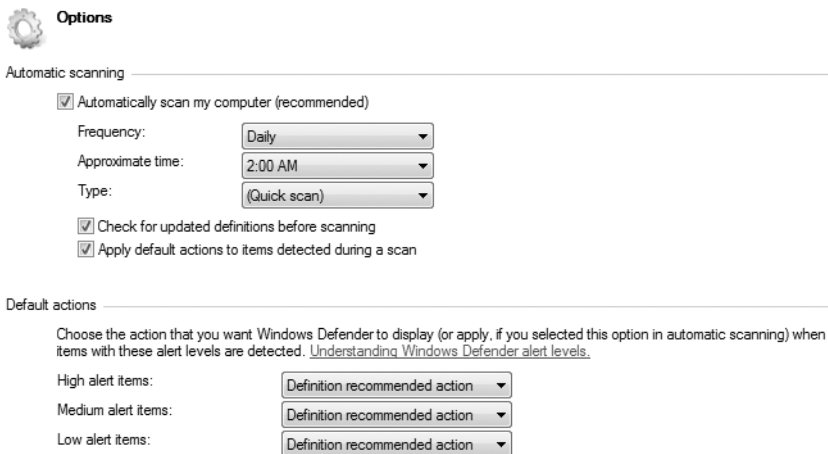 Options
Automatic scanning
Automatically scan my computer (recommended)
Frequency: Daily
Approximate time: 2:00 AM
Type: (Quick scan)
Check for updated definitions before scanning
Apply default actions to items detected during a scan
Default actions
Choose the action that you want Windows Defender to display (or apply, if you selected this option in automatic scanning) when
items with these alert levels are detected. Understanding Windows Defender alert levels.
High alert items: Definition recommended action
Medium alert items: Definition recommended action
Low alert items: Definition recommended action